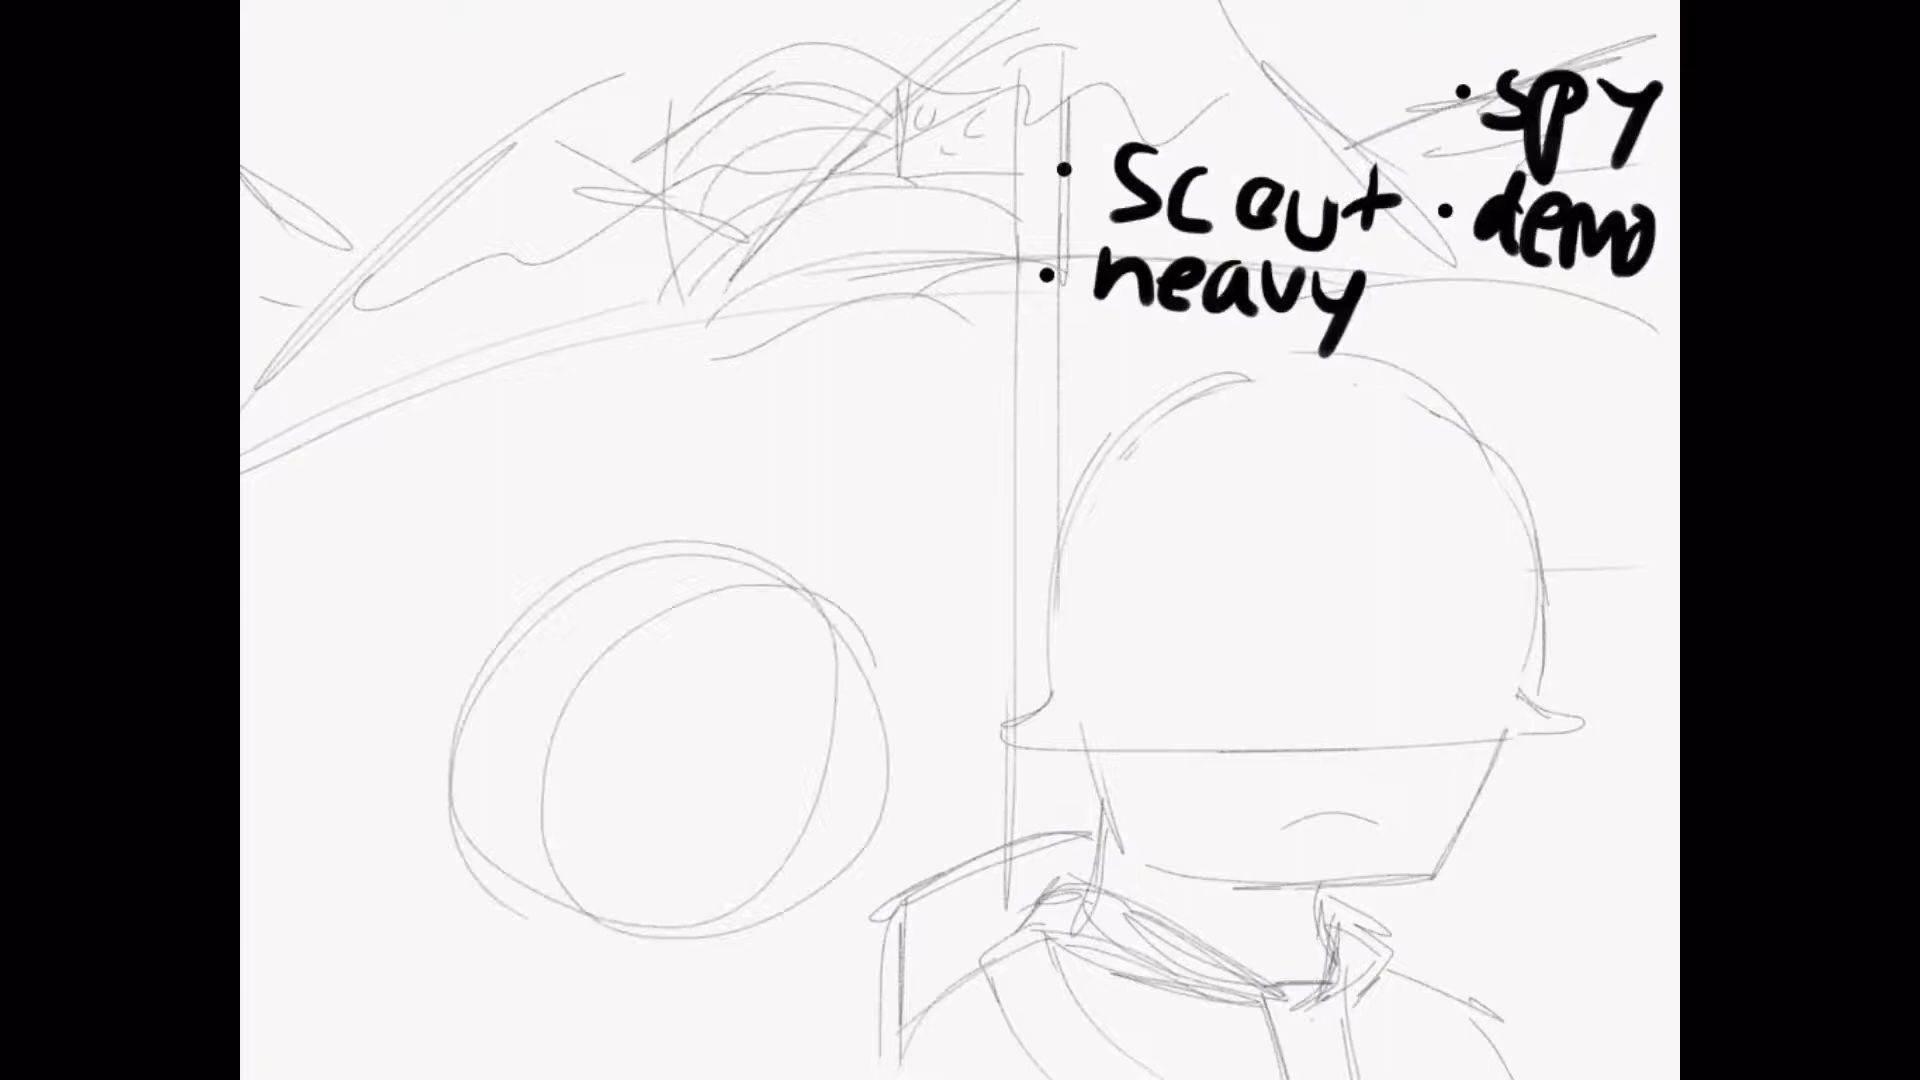 • spy
• scout
• demo
• heavy